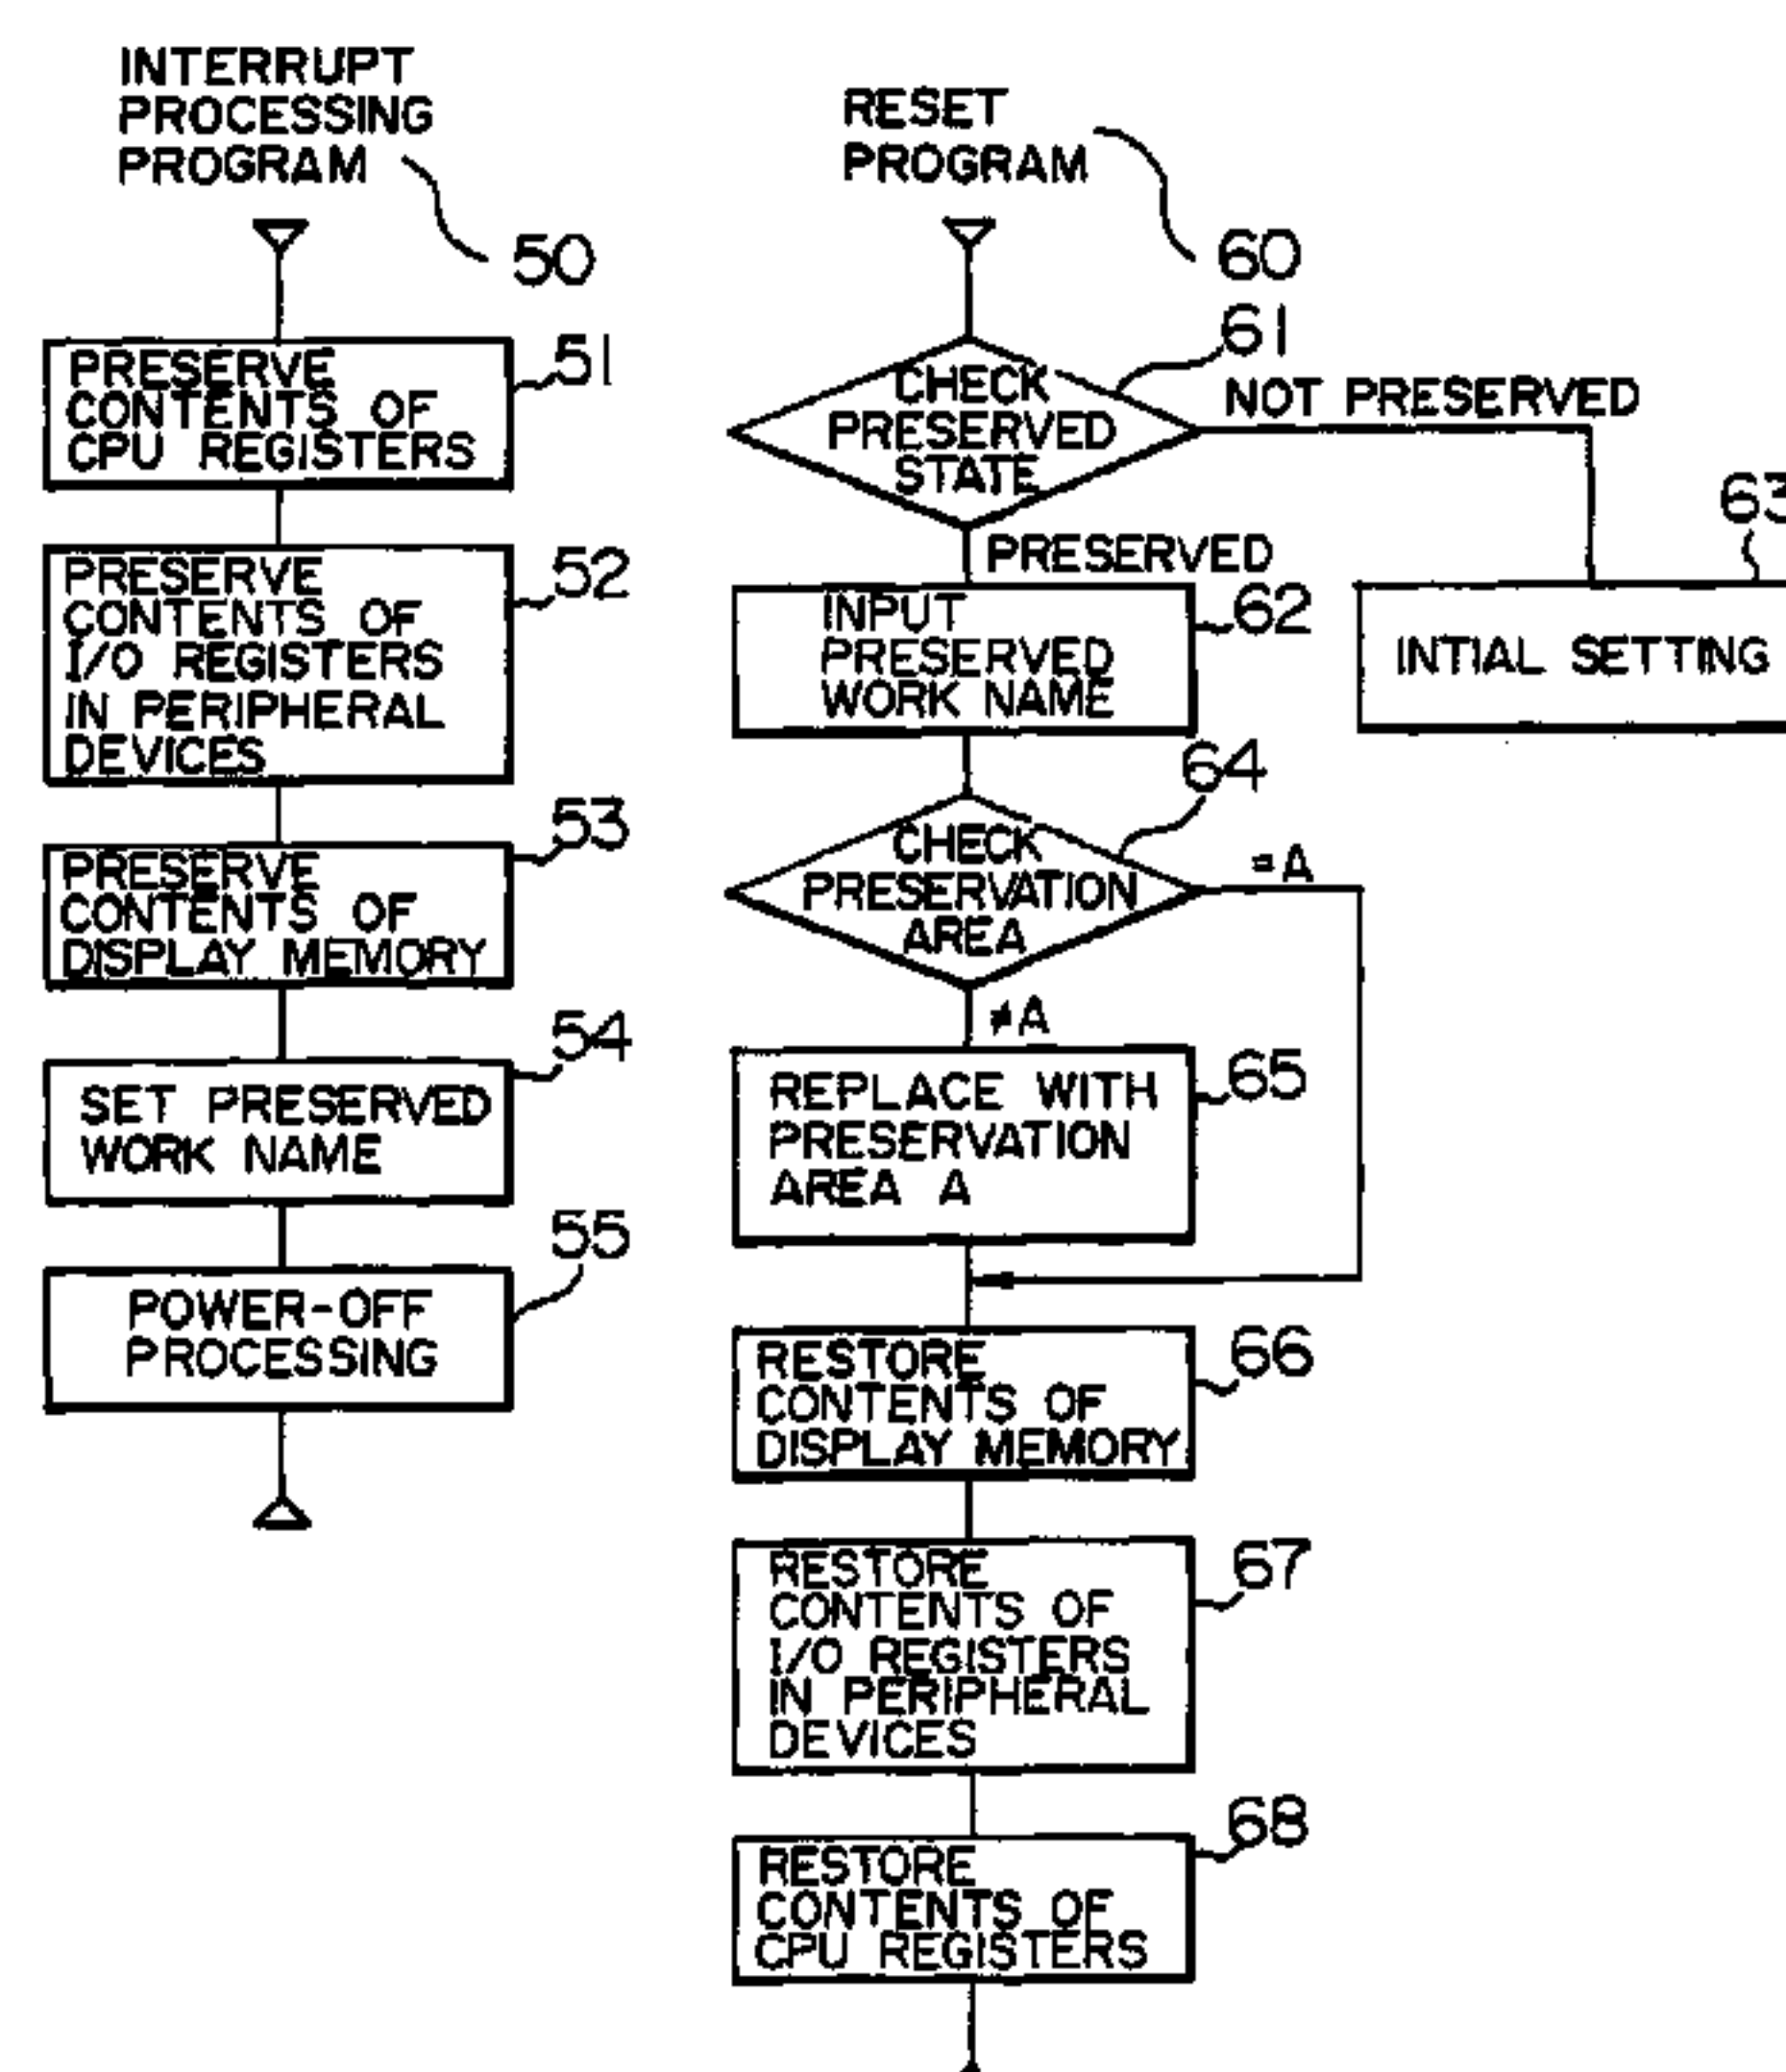 INTERRUPT
PROCESSING
PROGRAM
50
PRESERVE
CONTENTS OF
CPU REGISTERS
51
PRESERVE
CONTENTS OF
I/O REGISTERS
IN PERIPHERAL
DEVICES
52
PRESERVE
CONTENTS OF
DISPLAY MEMORY
53
SET PRESERVED
WORK NAME
54
POWER-OFF
PROCESSING
55
RESET
PROGRAM
60
61
CHECK
PRESERVED
STATE
NOT PRESERVED
PRESERVED
63
INPUT
PRESERVED
WORK NAME
62
INTIAL SETTING
64
CHECK
PRESERVATION
AREA
=A
≠A
REPLACE WITH
PRESERVATION
AREA A
65
RESTORE
CONTENTS OF
DISPLAY MEMORY
66
RESTORE
CONTENTS OF
I/O REGISTERS
IN PERIPHERAL
DEVICES
67
RESTORE
CONTENTS OF
CPU REGISTERS
68